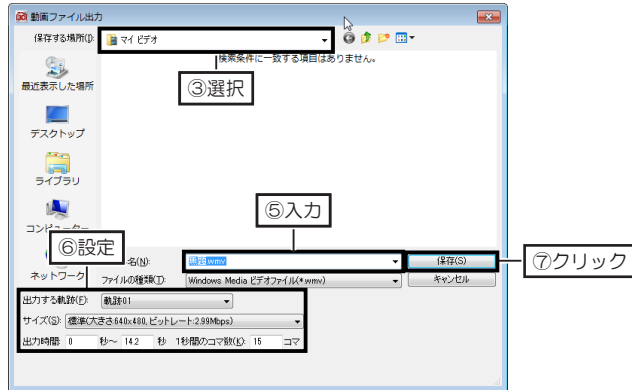 動画ファイル出力
保存する場所(I): マイ ビデオ
検索条件に一致する項目はありません。
③選択
最近表示した場所
デスクトップ
ライブラリ
コンピューター
⑤入力
⑥設定
名(N): .wmv 保存(S)
⑦クリック
ネットワーク ファイルの種類(T): Windows Media ビデオファイル(*.wmv) キャンセル
出力する軌跡(F): 軌跡01
サイズ(S): 標準(大きさ:640x480, ビットレート:2.99Mbps)
出力時間: 0 秒～ 14.2 秒 1秒間のコマ数(K): 15 コマ